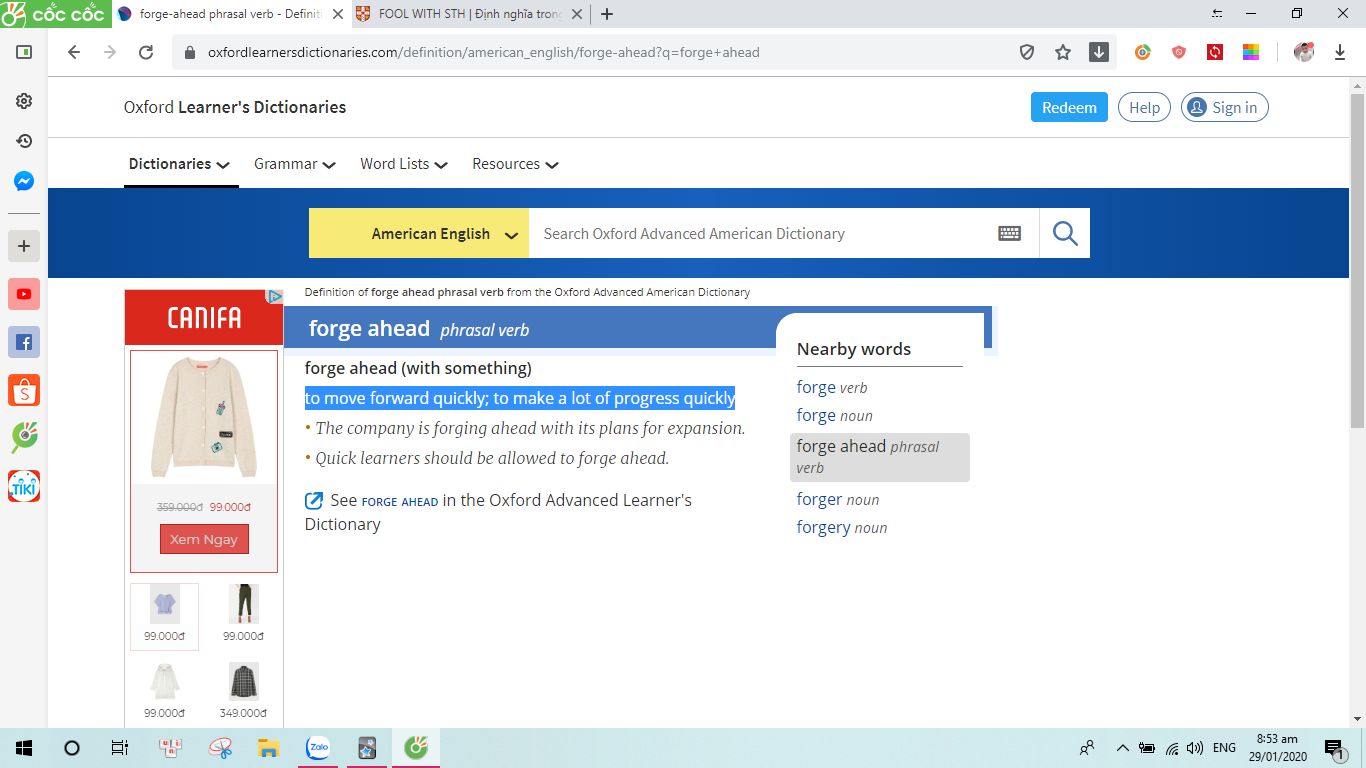 cốc cốc
forge-ahead phrasal verb - Definiti
FOOL WITH STH | Định nghĩa tron
oxfordlearnersdictionaries.com/definition/american_english/forge-ahead?q=forge+ahead
Oxford Learner's Dictionaries
Redeem
Help
Sign in
Dictionaries
Grammar
Word Lists
Resources
American English
Search Oxford Advanced American Dictionary
CANIFA
359.000đ 99.000đ
Xem Ngay
99.000đ
99.000đ
99.000đ
349.000đ
Definition of forge ahead phrasal verb from the Oxford Advanced American Dictionary
forge ahead phrasal verb
forge ahead (with something)
to move forward quickly; to make a lot of progress quickly
• The company is forging ahead with its plans for expansion.
• Quick learners should be allowed to forge ahead.
See FORGE AHEAD in the Oxford Advanced Learner's
Dictionary
Nearby words
forge verb
forge noun
forge ahead phrasal
verb
forger noun
forgery noun
TIKI
Zalo
ENG
8:53 am
29/01/2020
1